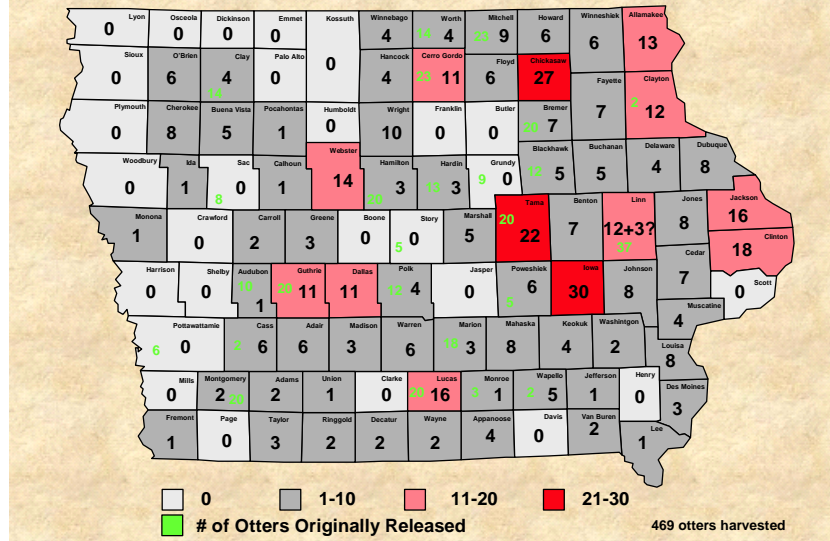 Lyon Osceola Dickinson Emmet Kossuth Winnebago Worth Mitchell Howard Winneshiek Allamakee
0 0 0 0 0 4 14 4 23 9 6 6 13
Sioux O'Brien Clay Palo Alto Hancock Cerro Gordo Floyd Chickasaw
0 6 4 14 0 4 23 11 6 27
Fayette Clayton
7 2 12
Plymouth Cherokee Buena Vista Pocahontas Humboldt Wright Franklin Butler Bremer
0 8 5 1 0 10 0 0 7
Woodbury Ida Sac Calhoun Webster Hamilton Hardin Grundy Blackhawk Buchanan Delaware Dubuque
0 1 8 0 1 14 20 3 3 9 0 12 5 5 4 8
Monona Crawford Carroll Greene Boone Story Marshall Tama Benton Linn Jones Jackson
1 0 2 3 0 5 0 5 20 22 7 12+3? 37 8 16
Clinton
18
Harrison Shelby Audubon Guthrie Dallas Polk Jasper Poweshiek Iowa Johnson Cedar Scott
0 0 1 20 11 11 12 4 0 5 6 30 8 7 0
Muscatine
4
Pottawattamie Cass Adair Madison Warren Marion Mahaska Keokuk Washintgon Louisa
6 0 6 6 3 6 3 8 4 2 8
Mills Montgomery Adams Union Clarke Lucas Monroe Wapello Jefferson Henry Des Moines
0 2 20 2 1 0 20 16 1 5 1 0 3
Fremont Page Taylor Ringgold Decatur Wayne Appanoose Davis Van Buren Lee
1 0 3 2 2 2 4 0 2 1
0 1-10 11-20 21-30
# of Otters Originally Released
469 otters harvested